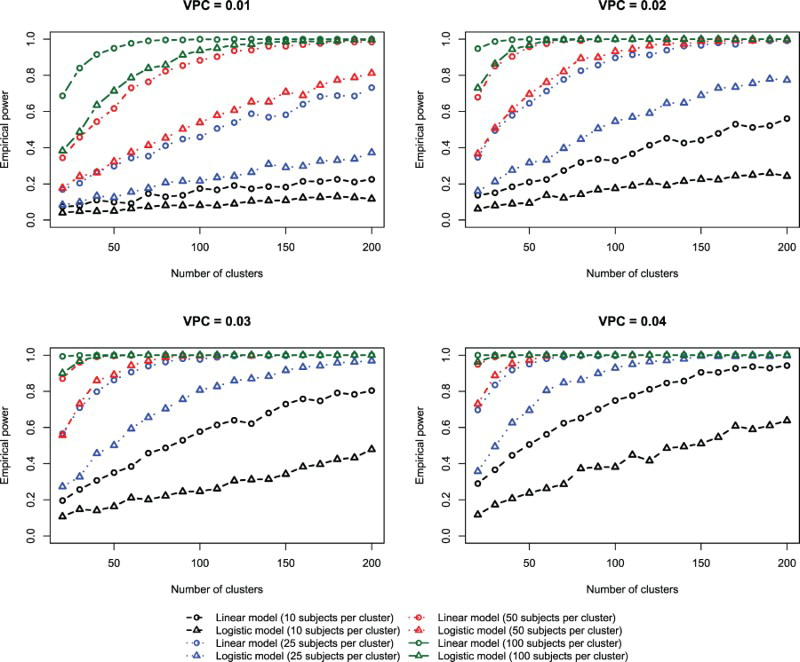 VPC = 0.01
VPC = 0.02
Empirical power
0.0 0.2 0.4 0.6 0.8 1.0
50 100 150 200
Number of clusters
Empirical power
0.0 0.2 0.4 0.6 0.8 1.0
50 100 150 200
Number of clusters
VPC = 0.03
VPC = 0.04
Empirical power
0.0 0.2 0.4 0.6 0.8 1.0
50 100 150 200
Number of clusters
Empirical power
0.0 0.2 0.4 0.6 0.8 1.0
50 100 150 200
Number of clusters
Linear model (10 subjects per cluster)
Logistic model (10 subjects per cluster)
Linear model (25 subjects per cluster)
Logistic model (25 subjects per cluster)
Linear model (50 subjects per cluster)
Logistic model (50 subjects per cluster)
Linear model (100 subjects per cluster)
Logistic model (100 subjects per cluster)